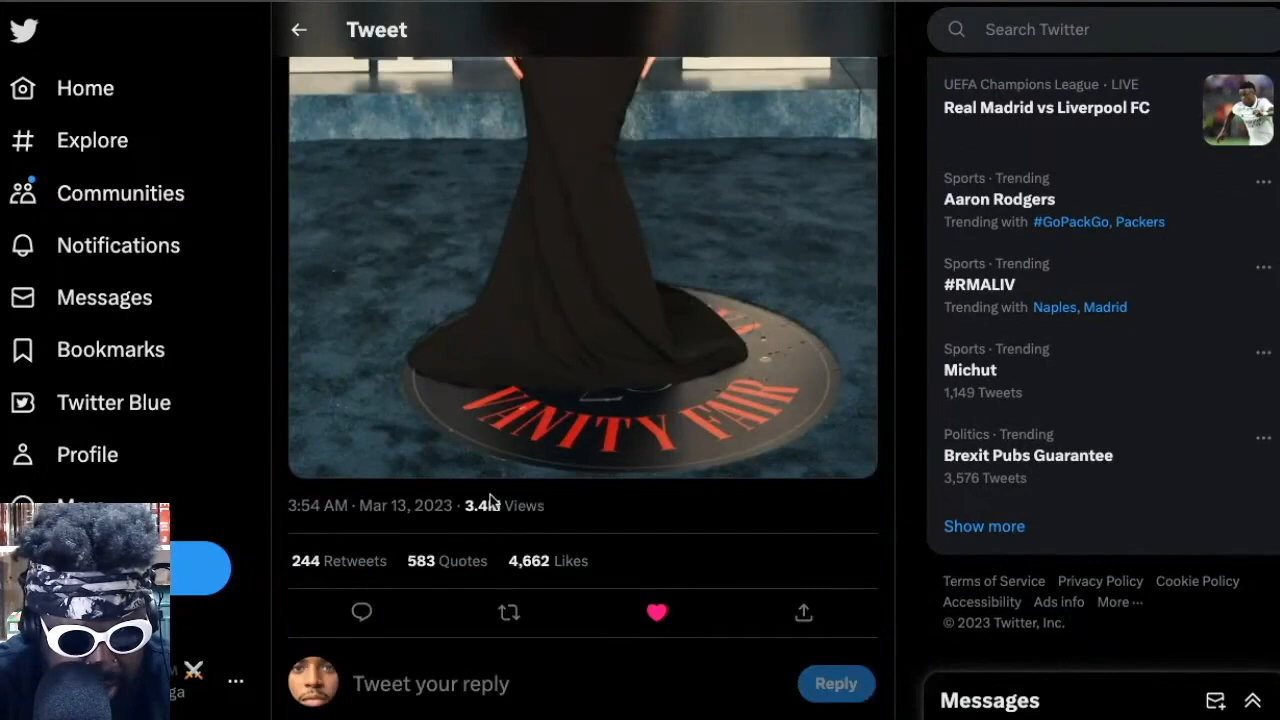 Tweet
Search Twitter
Home
Explore
Communities
Notifications
Messages
Bookmarks
Twitter Blue
Profile
VANITY FAIR
3:54 AM · Mar 13, 2023 · Views
244 Retweets 583 Quotes 4,662 Likes
Tweet your reply
Reply
UEFA Champions League · LIVE
Real Madrid vs Liverpool FC
Sports · Trending
Aaron Rodgers
Trending with #GoPackGo, Packers
Sports · Trending
#RMALIV
Trending with Naples, Madrid
Sports · Trending
Michut
1,149 Tweets
Politics · Trending
Brexit Pubs Guarantee
3,576 Tweets
Show more
Terms of Service Privacy Policy Cookie Policy
Accessibility Ads info More ···
© 2023 Twitter, Inc.
Messages